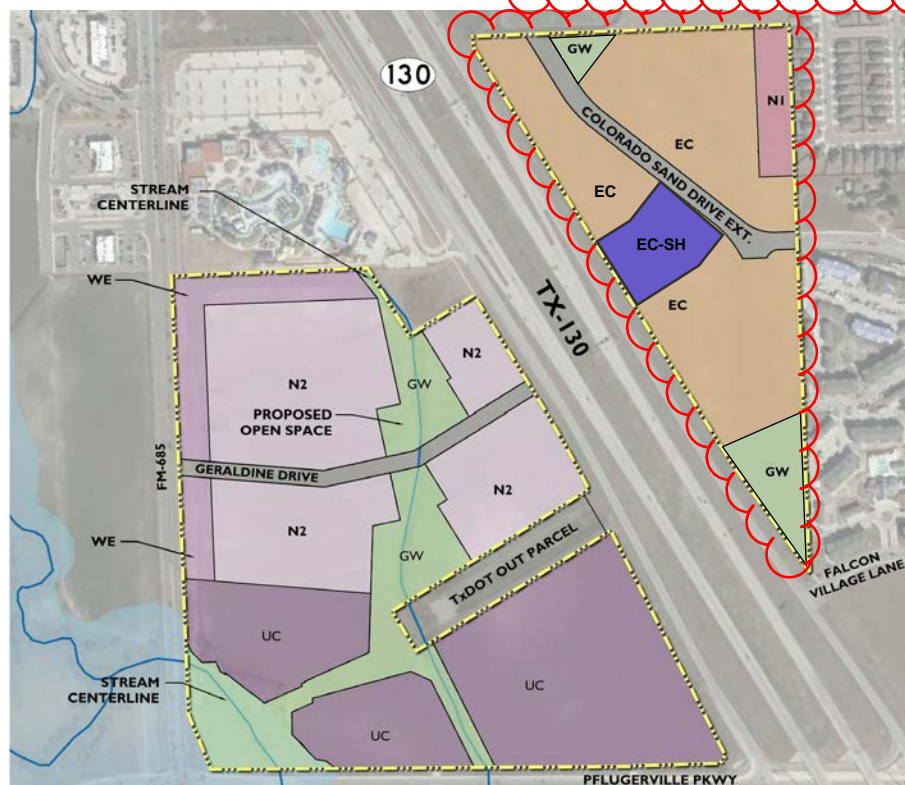 GW
130
N1
COLORADO SAND DRIVE EXT.
EC
STREAM
CENTERLINE
EC
EC-SH
WE
TX-130
EC
N2
N2
GW
PROPOSED
OPEN SPACE
FM-685
GERALDINE DRIVE
GW
N2
N2
WE
GW
TxDOT OUT PARCEL
FALCON
VILLAGE LANE
UC
STREAM
CENTERLINE
UC
UC
PFLUGERVILLE PKWY